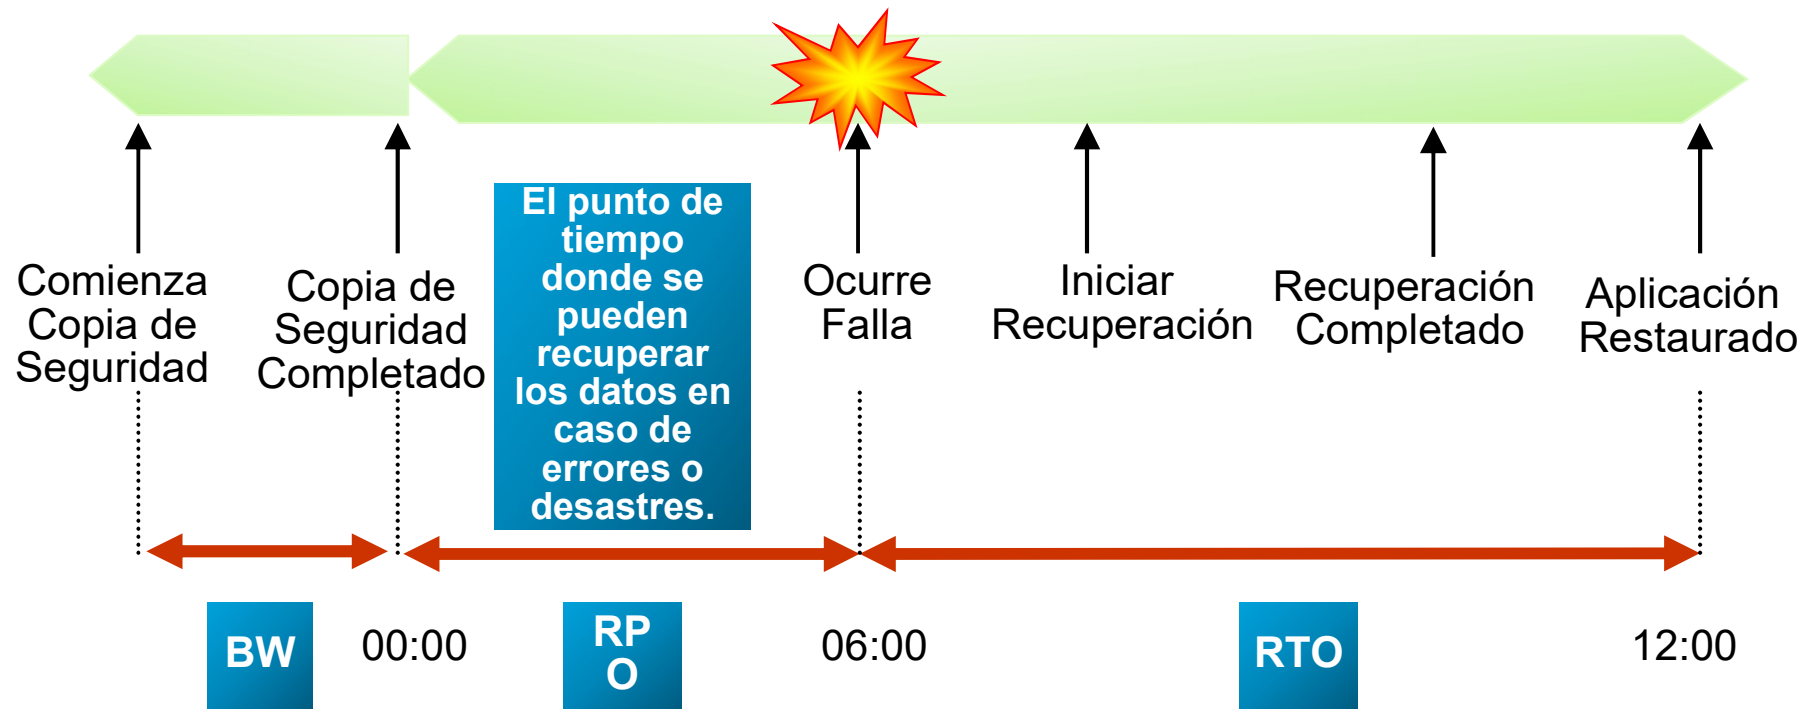 Comienza
Copia de
Seguridad
Copia de
Seguridad
Completado
El punto de
tiempo
donde se
pueden
recuperar
los datos en
caso de
errores o
desastres.
Ocurre
Falla
Iniciar
Recuperación
Recuperación
Completado
Aplicación
Restaurado
BW
00:00
RP
O
06:00
RTO
12:00